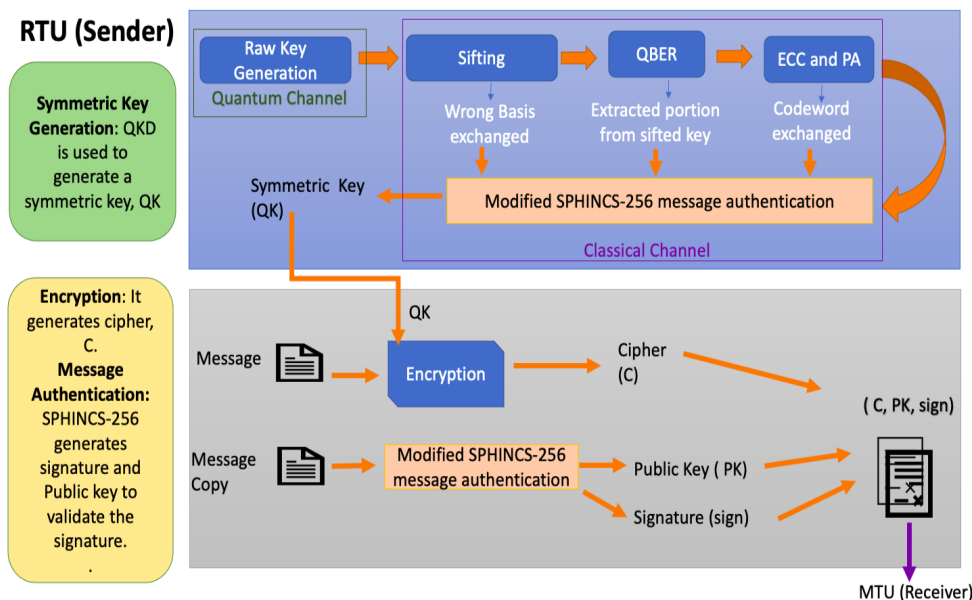 RTU (Sender)
Symmetric Key
Generation: QKD
is used to
generate a
symmetric key, QK
Raw Key
Generation
Quantum Channel
Sifting
QBER
ECC and PA
Wrong Basis
exchanged
Extracted portion
from sifted key
Codeword
exchanged
Symmetric Key
(QK)
Modified SPHINCS-256 message authentication
Classical Channel
Encryption: It
generates cipher,
C.
Message
Authentication:
SPHINCS-256
generates
signature and
Public key to
validate the
signature.
.
QK
Message
Encryption
Cipher
(C)
( C, PK, sign)
Message
Copy
Modified SPHINCS-256
message authentication
Public Key ( PK)
Signature (sign)
MTU (Receiver)